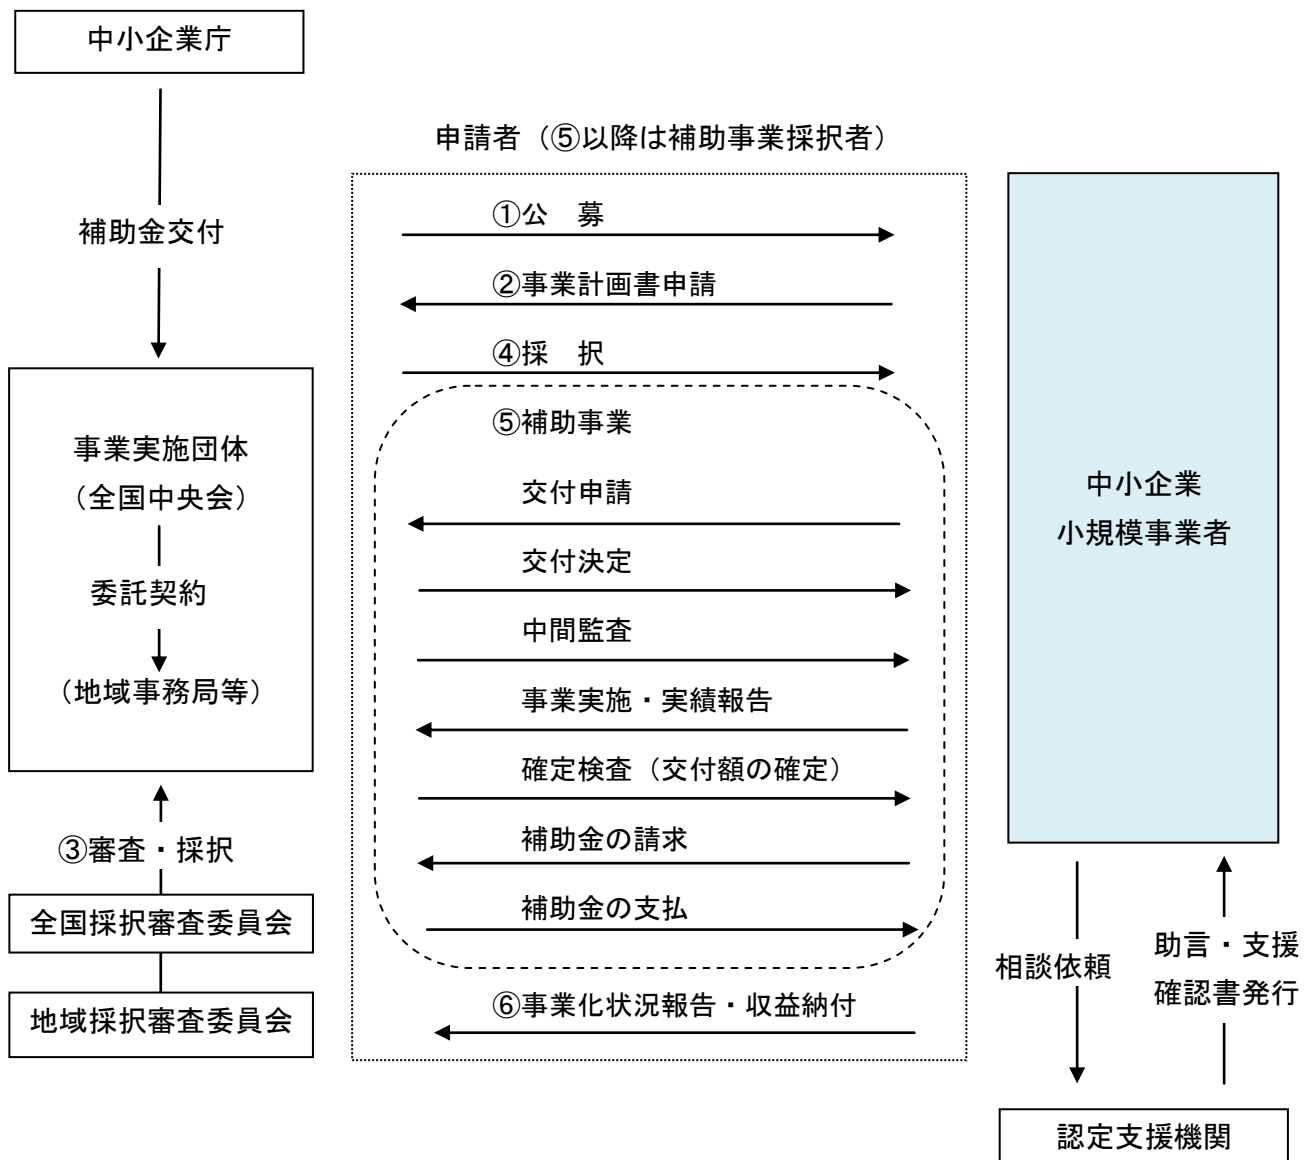 中小企業庁
補助金交付
事業実施団体
（全国中央会）
委託契約
（地域事務局等）
③審査・採択
全国採択審査委員会
地域採択審査委員会
申請者（⑤以降は補助事業採択者）
①公　募
②事業計画書申請
④採　択
⑤補助事業
交付申請
交付決定
中間監査
事業実施・実績報告
確定検査（交付額の確定）
補助金の請求
補助金の支払
⑥事業化状況報告・収益納付
中小企業
小規模事業者
相談依頼
助言・支援
確認書発行
認定支援機関